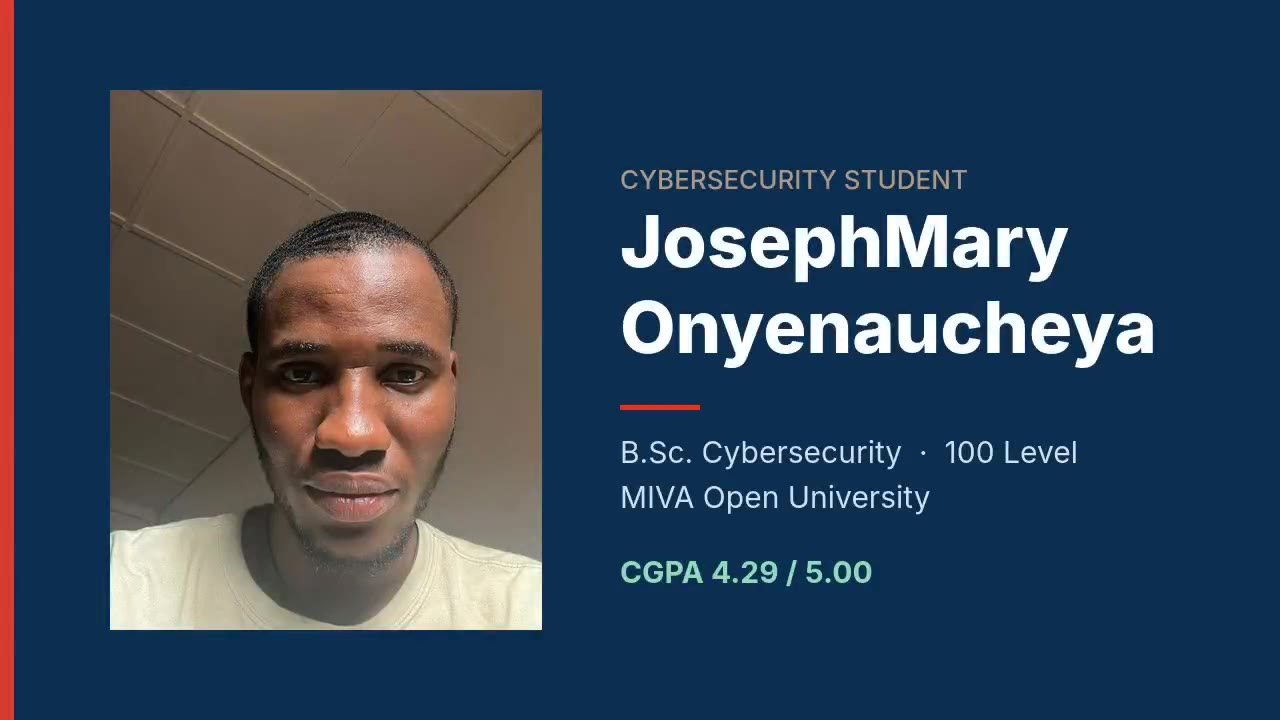 CYBERSECURITY STUDENT
JosephMary
Onyenaucheya
B.Sc. Cybersecurity · 100 Level
MIVA Open University
CGPA 4.29 / 5.00